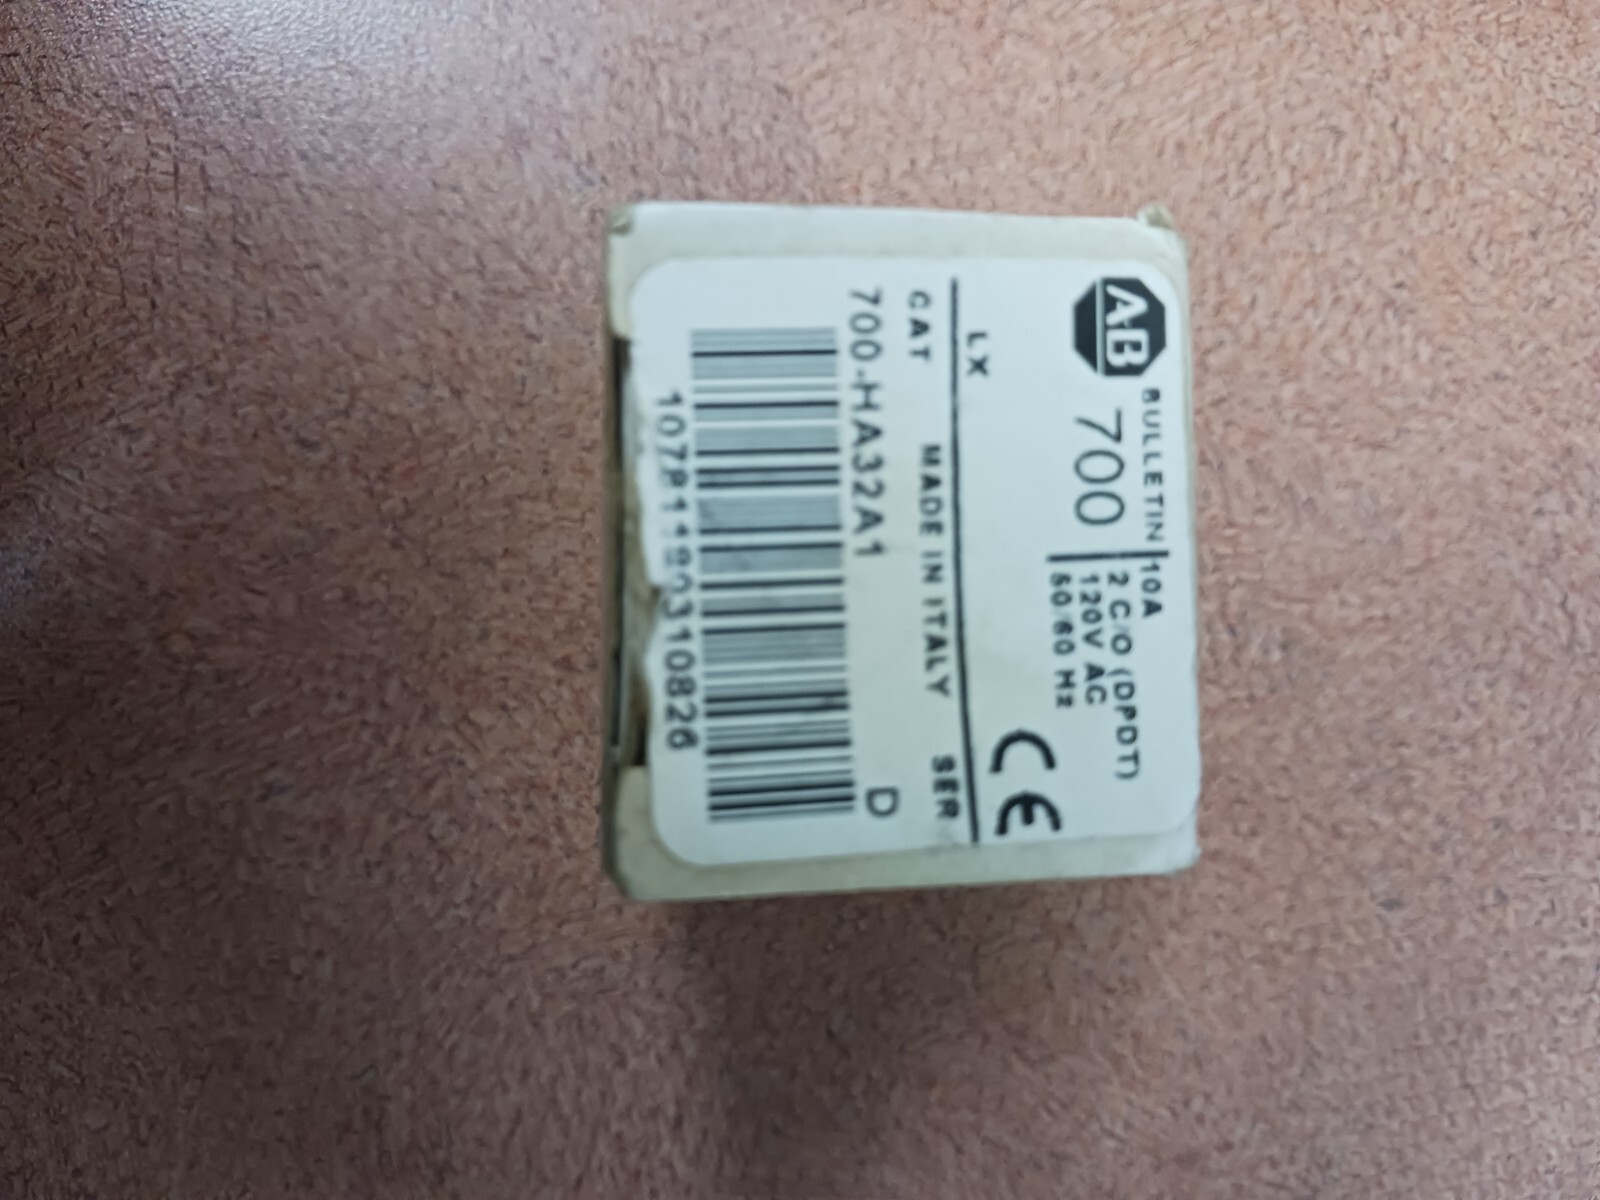 AB
BULLETIN
700
10A
2 C/O (DPDT)
120V AC
50/60 Hz
CE
LX
CAT MADE IN ITALY SER
700-HA32A1 D